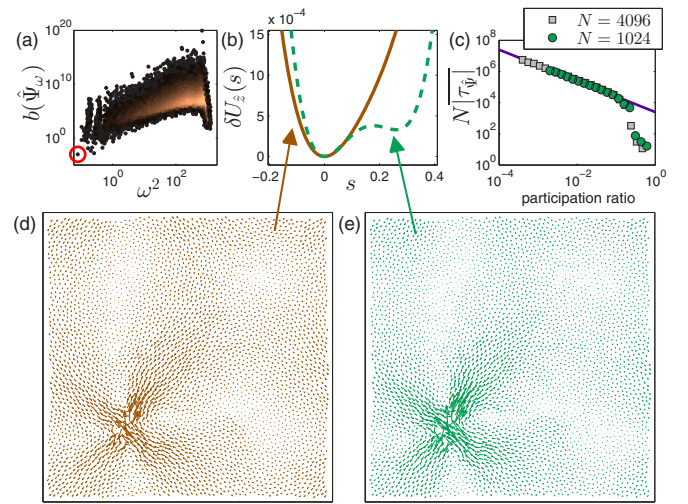 (a)
b(Ψ̂_ω)
10^20
10^10
10^0
10^0
10^2
ω^2
(b)
δU_ẑ(s)
x 10^-4
15
10
5
0
−0.2
0
0.2
0.4
s
(c)
N = 4096
N = 1024
N|τ_Ψ̂|
10^8
10^6
10^4
10^2
10^0
10^-4
10^-2
10^0
participation ratio
(d)
(e)